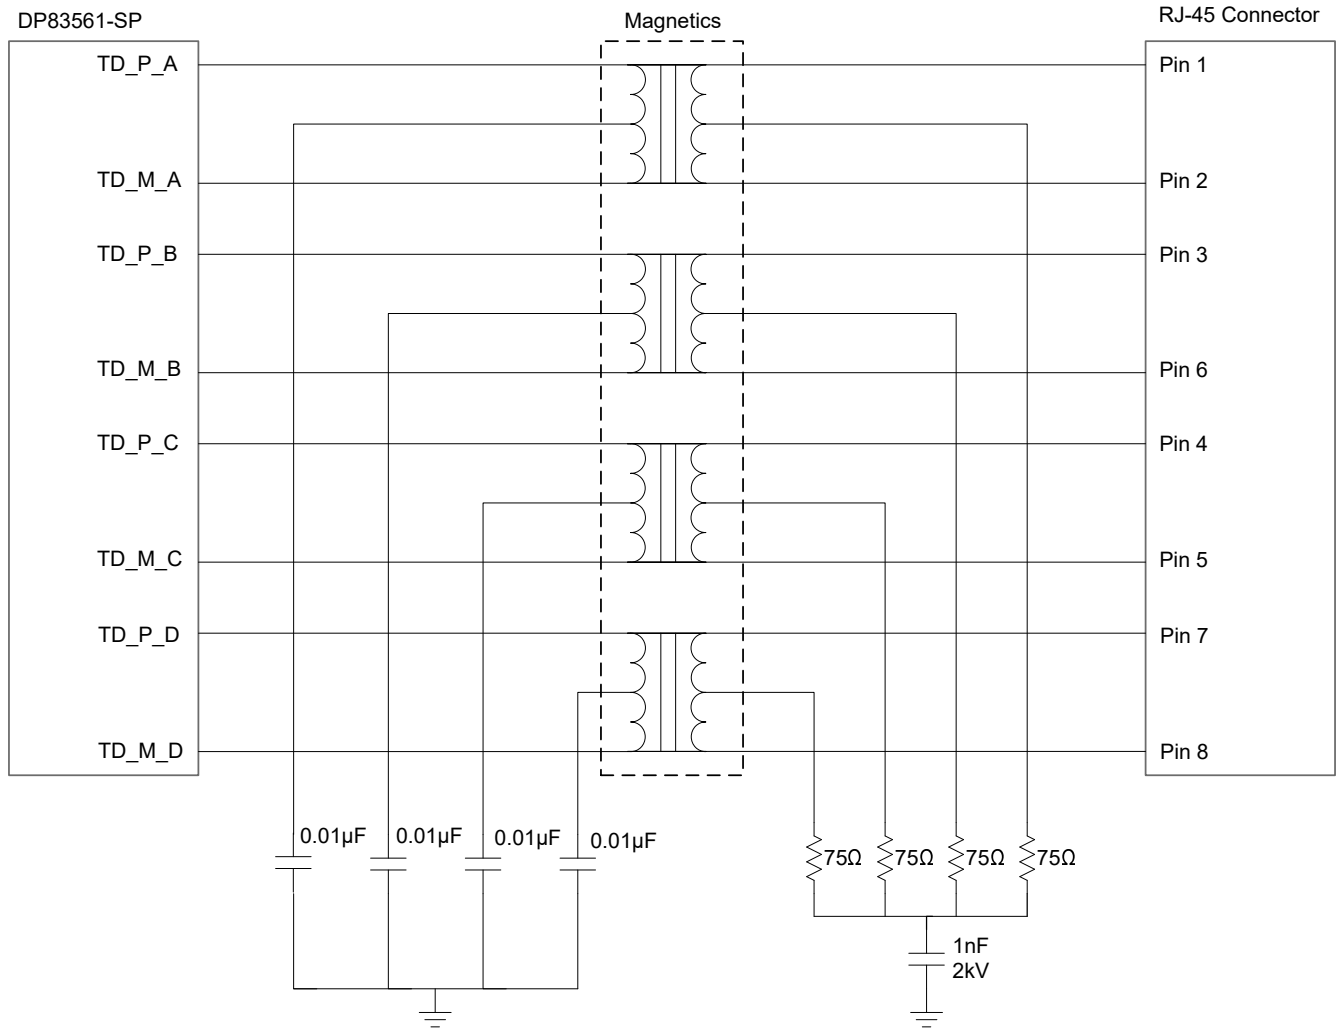 DP83561-SP
Magnetics
RJ-45 Connector
TD_P_A
Pin 1
TD_M_A
Pin 2
TD_P_B
Pin 3
TD_M_B
Pin 6
TD_P_C
Pin 4
TD_M_C
Pin 5
TD_P_D
Pin 7
TD_M_D
Pin 8
0.01µF
0.01µF
0.01µF
0.01µF
75Ω
75Ω
75Ω
75Ω
1nF
2kV